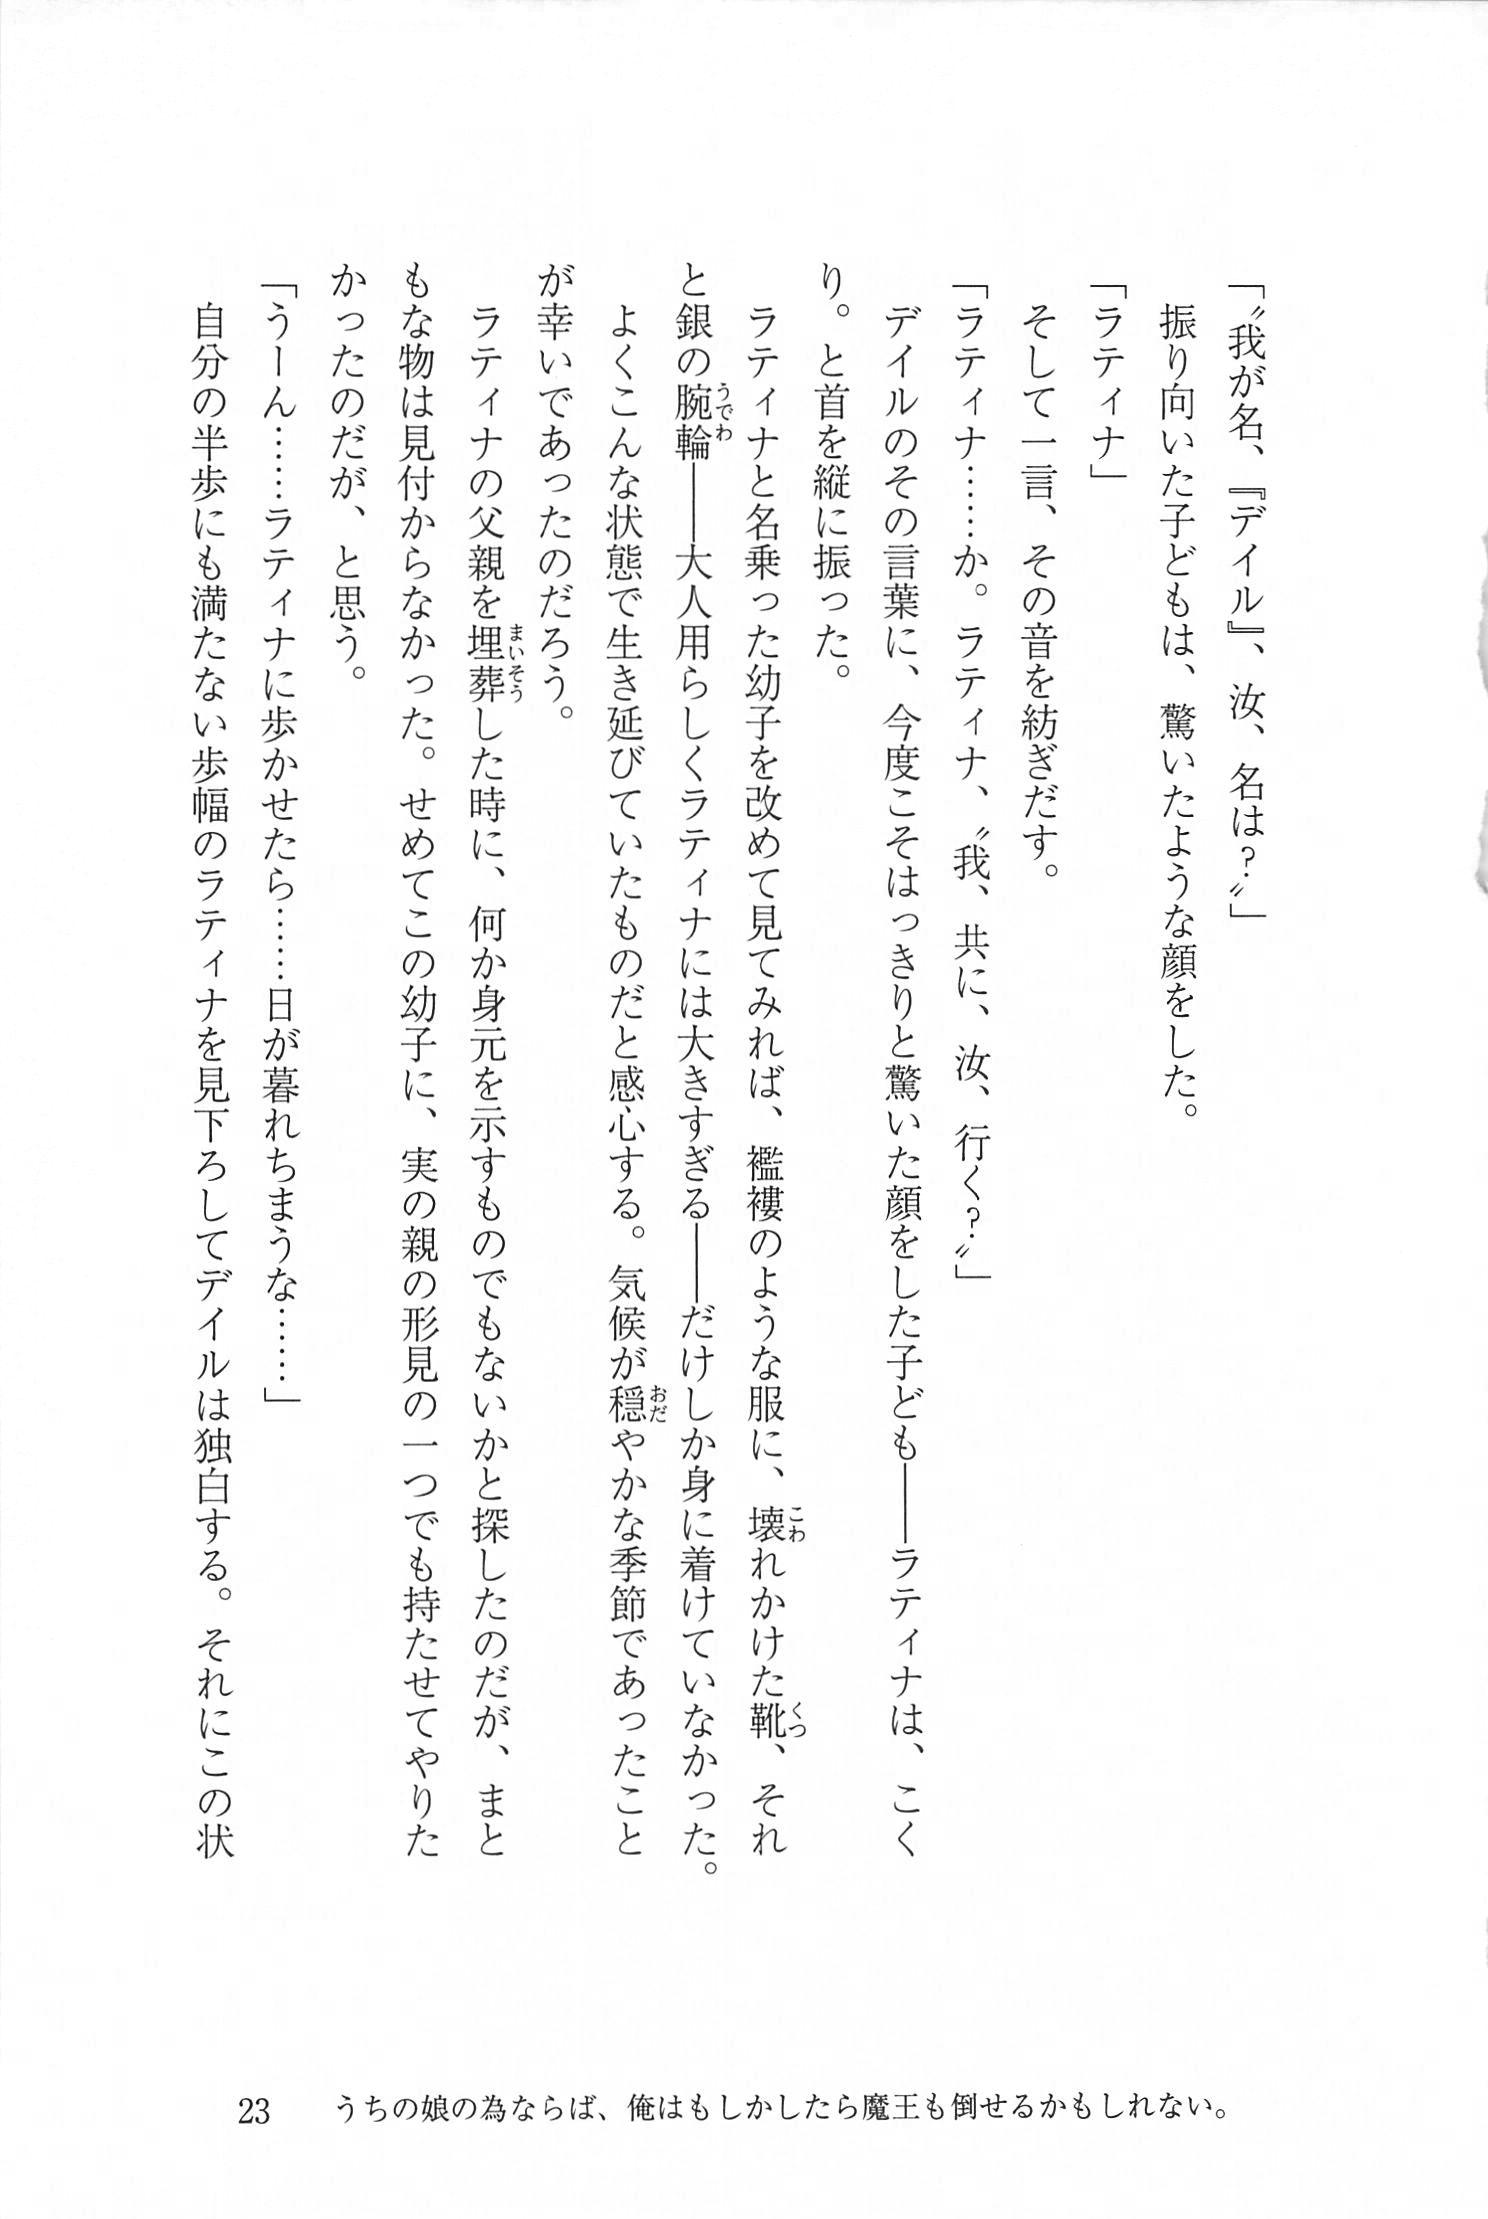 「〝我が名、『デイル』、汝、名は？〟」
　振り向いた子どもは、驚いたような顔をした。
「ラティナ」
　そして一言、その音を紡ぎだす。
「ラティナ……か。ラティナ、〝我、共に、汝、行く？〟」
　デイルのその言葉に、今度こそはっきりと驚いた顔をした子ども――ラティナは、こく
り。と首を縦に振った。
　ラティナと名乗った幼子を改めて見てみれば、襤褸のような服に、壊れかけた靴、それ
と銀の腕輪――大人用らしくラティナには大きすぎる――だけしか身に着けていなかった。
　よくこんな状態で生き延びていたものだと感心する。気候が穏やかな季節であったこと
が幸いであったのだろう。
　ラティナの父親を埋葬した時に、何か身元を示すものでもないかと探したのだが、まと
もな物は見付からなかった。せめてこの幼子に、実の親の形見の一つでも持たせてやりた
かったのだが、と思う。
「うーん……ラティナに歩かせたら……日が暮れちまうな……」
　自分の半歩にも満たない歩幅のラティナを見下ろしてデイルは独白する。それにこの状
23　うちの娘の為ならば、俺はもしかしたら魔王も倒せるかもしれない。